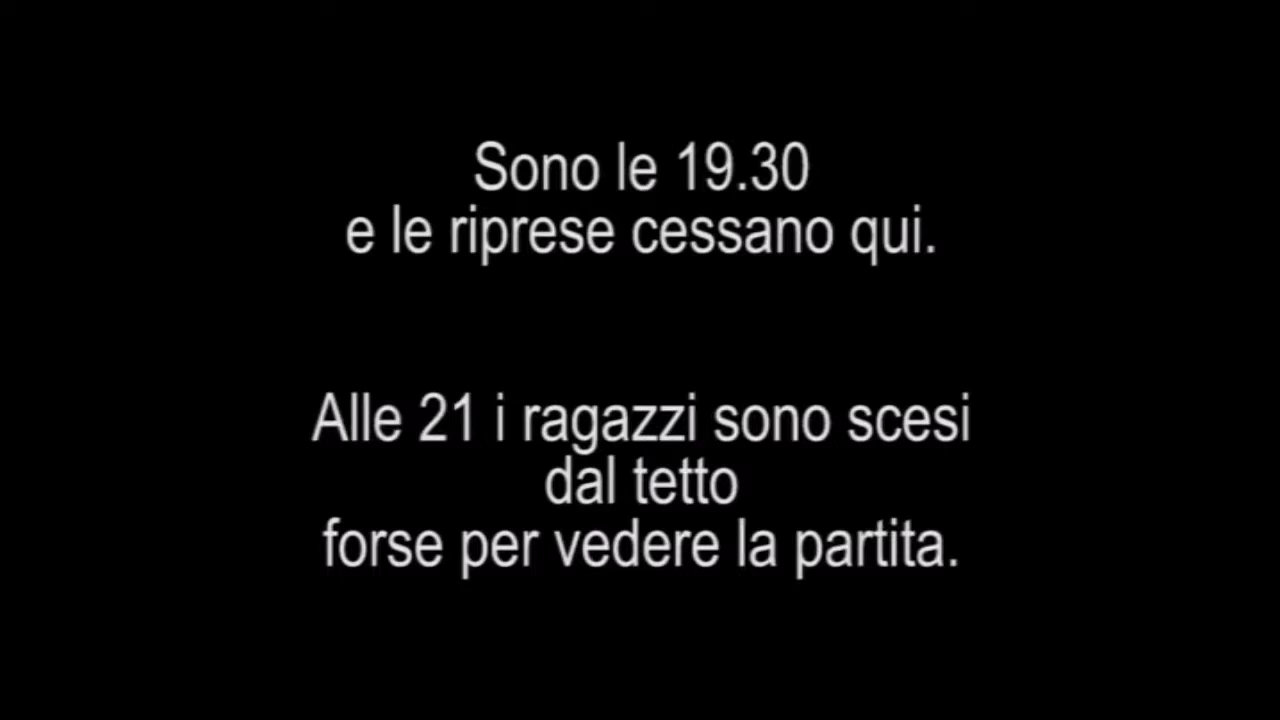 Sono le 19.30
e le riprese cessano qui.
Alle 21 i ragazzi sono scesi
dal tetto
forse per vedere la partita.